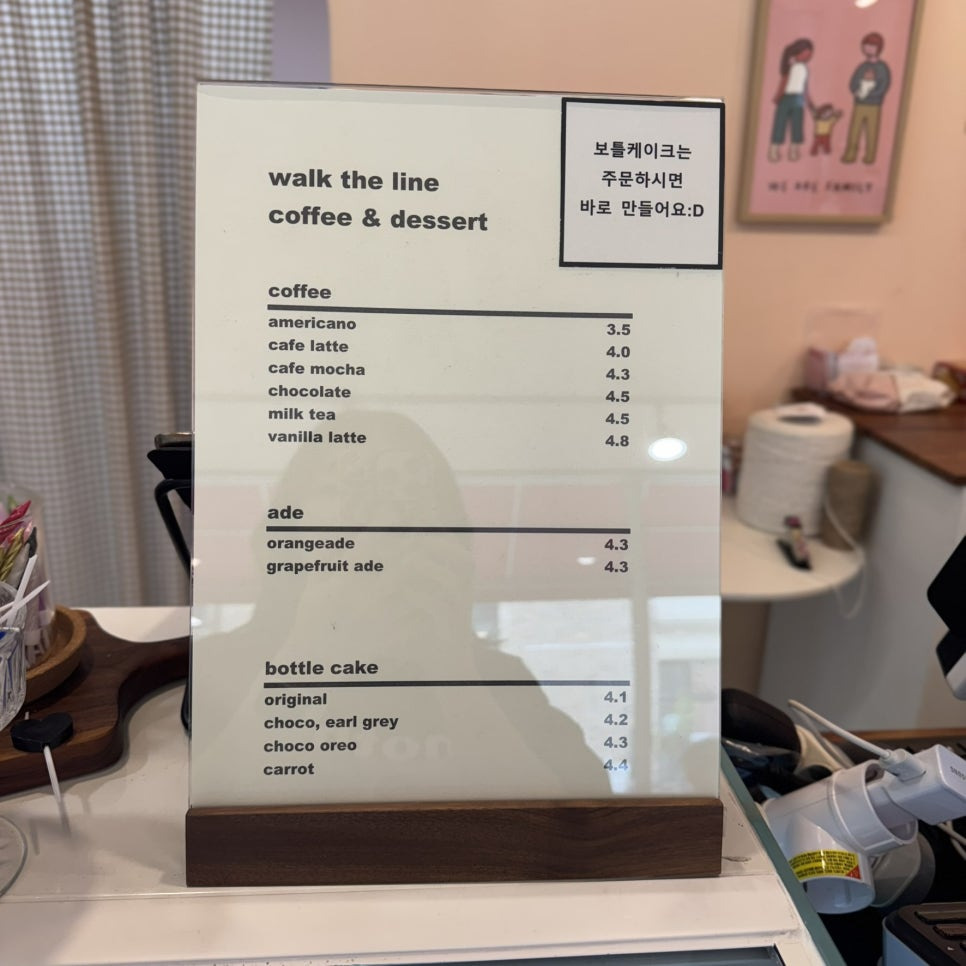 walk the line
coffee & dessert
보틀케이크는
주문하시면
바로 만들어요:D
coffee
americano 3.5
cafe latte 4.0
cafe mocha 4.3
chocolate 4.5
milk tea 4.5
vanilla latte 4.8
ade
orangeade 4.3
grapefruit ade 4.3
bottle cake
original 4.1
choco, earl grey 4.2
choco oreo 4.3
carrot 4.4
WE ARE FAMILY